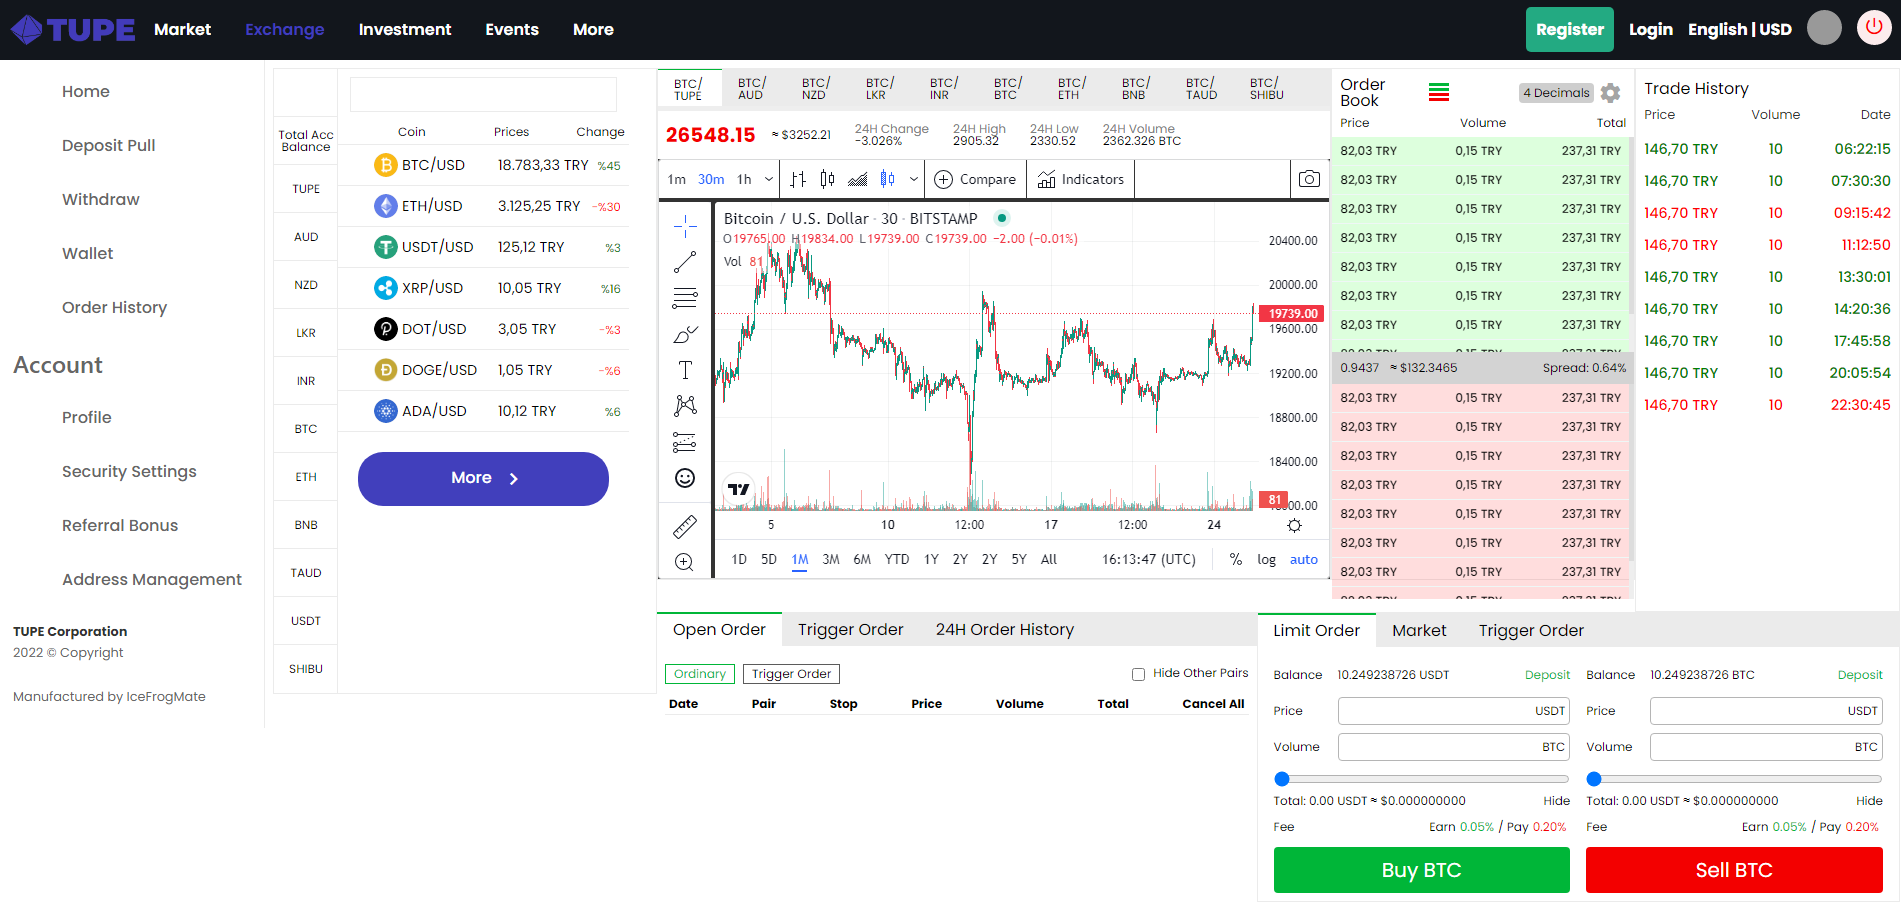 TUPE Market Exchange Investment Events More Register Login English | USD
Home
Deposit Pull
Withdraw
Wallet
Order History
Account
Profile
Security Settings
Referral Bonus
Address Management
TUPE Corporation
2022 © Copyright
Manufactured by IceFrogMate
Total Acc
Balance
TUPE
AUD
NZD
LKR
INR
BTC
ETH
BNB
TAUD
USDT
SHIBU
Coin Prices Change
BTC/USD 18.783,33 TRY %45
ETH/USD 3.125,25 TRY -%30
USDT/USD 125,12 TRY %3
XRP/USD 10,05 TRY %16
DOT/USD 3,05 TRY -%3
DOGE/USD 1,05 TRY -%6
ADA/USD 10,12 TRY %6
More
BTC/ BTC/ BTC/ BTC/ BTC/ BTC/ BTC/ BTC/ BTC/ BTC/
TUPE AUD NZD LKR INR BTC ETH BNB TAUD SHIBU
26548.15 ≈ $3252.21
24H Change 24H High 24H Low 24H Volume
-3.026% 2905.32 2330.52 2362.326 BTC
1m 30m 1h Compare Indicators
Bitcoin / U.S. Dollar · 30 · BITSTAMP
O19765.00 H19834.00 L19739.00 C19739.00 −2.00 (−0.01%)
Vol 81
20400.00
20000.00
19739.00
19600.00
19200.00
18800.00
18400.00
81
5 10 12:00 17 12:00 24
1D 5D 1M 3M 6M YTD 1Y 2Y 2Y 5Y All 16:13:47 (UTC) % log auto
Order
Book
4 Decimals
Price Volume Total
82,03 TRY 0,15 TRY 237,31 TRY
82,03 TRY 0,15 TRY 237,31 TRY
82,03 TRY 0,15 TRY 237,31 TRY
82,03 TRY 0,15 TRY 237,31 TRY
82,03 TRY 0,15 TRY 237,31 TRY
82,03 TRY 0,15 TRY 237,31 TRY
82,03 TRY 0,15 TRY 237,31 TRY
0.9437 ≈ $132.3465 Spread: 0.64%
82,03 TRY 0,15 TRY 237,31 TRY
82,03 TRY 0,15 TRY 237,31 TRY
82,03 TRY 0,15 TRY 237,31 TRY
82,03 TRY 0,15 TRY 237,31 TRY
82,03 TRY 0,15 TRY 237,31 TRY
82,03 TRY 0,15 TRY 237,31 TRY
82,03 TRY 0,15 TRY 237,31 TRY
Trade History
Price Volume Date
146,70 TRY 10 06:22:15
146,70 TRY 10 07:30:30
146,70 TRY 10 09:15:42
146,70 TRY 10 11:12:50
146,70 TRY 10 13:30:01
146,70 TRY 10 14:20:36
146,70 TRY 10 17:45:58
146,70 TRY 10 20:05:54
146,70 TRY 10 22:30:45
Open Order Trigger Order 24H Order History
Ordinary Trigger Order Hide Other Pairs
Date Pair Stop Price Volume Total Cancel All
Limit Order Market Trigger Order
Balance 10.249238726 USDT Deposit
Price USDT
Volume BTC
Total: 0.00 USDT ≈ $0.000000000 Hide
Fee Earn 0.05% / Pay 0.20%
Buy BTC
Balance 10.249238726 BTC Deposit
Price USDT
Volume BTC
Total: 0.00 USDT ≈ $0.000000000 Hide
Fee Earn 0.05% / Pay 0.20%
Sell BTC